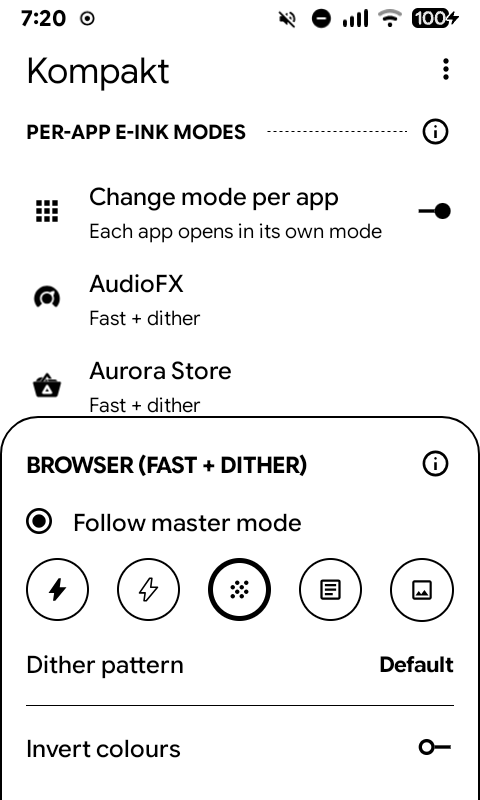 7:20
100
Kompakt
PER-APP E-INK MODES
Change mode per app
Each app opens in its own mode
AudioFX
Fast + dither
Aurora Store
Fast + dither
BROWSER (FAST + DITHER)
Follow master mode
Dither pattern Default
Invert colours